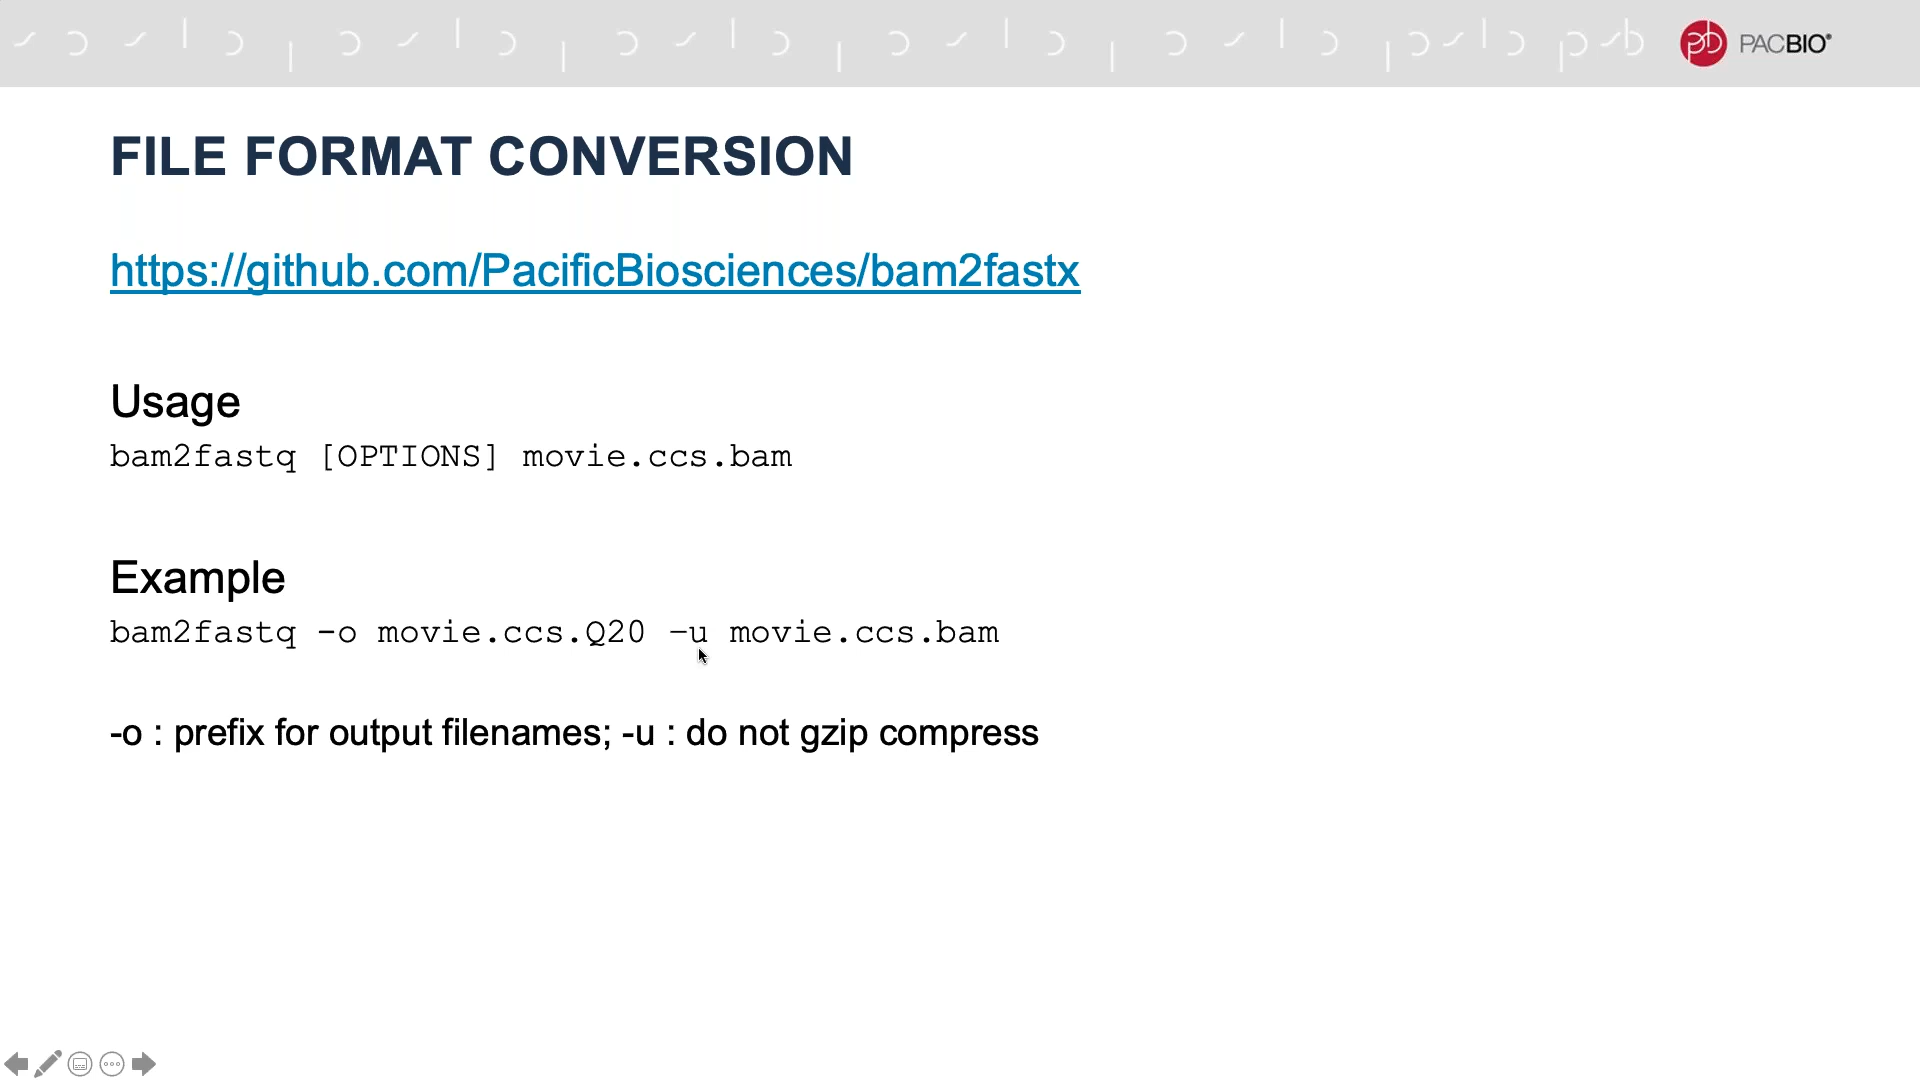 PACBIO®
FILE FORMAT CONVERSION
https://github.com/PacificBiosciences/bam2fastx
Usage
bam2fastq [OPTIONS] movie.ccs.bam
Example
bam2fastq -o movie.ccs.Q20 –u movie.ccs.bam
-o : prefix for output filenames; -u : do not gzip compress